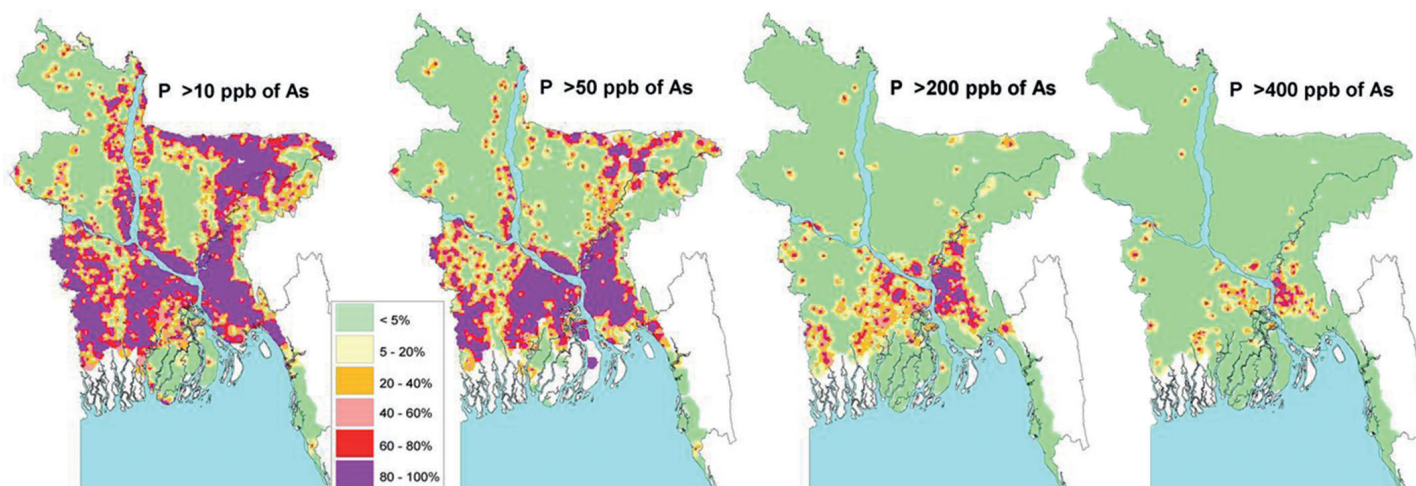 P >10 ppb of As
P >50 ppb of As
P >200 ppb of As
P >400 ppb of As
< 5%
5 - 20%
20 - 40%
40 - 60%
60 - 80%
80 - 100%